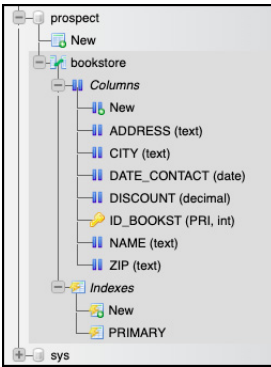 prospect
New
bookstore
Columns
New
ADDRESS (text)
CITY (text)
DATE_CONTACT (date)
DISCOUNT (decimal)
ID_BOOKST (PRI, int)
NAME (text)
ZIP (text)
Indexes
New
PRIMARY
sys